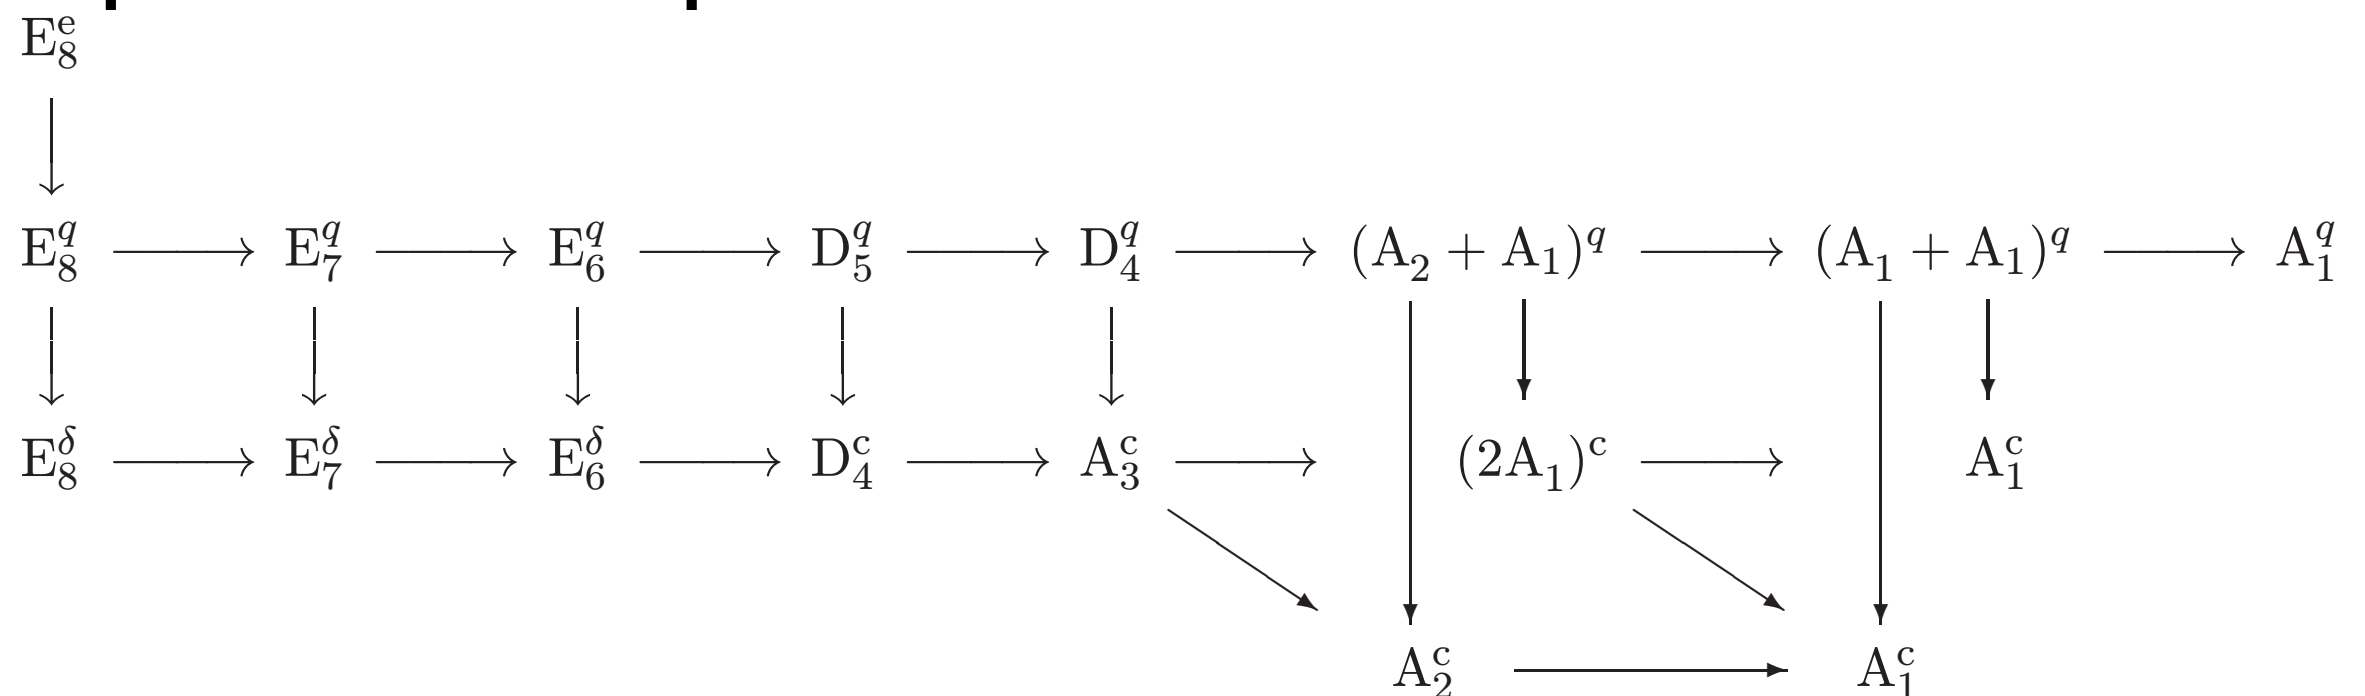 E₈ᵉ
E₈^q ⟶ E₇^q ⟶ E₆^q ⟶ D₅^q ⟶ D₄^q ⟶ (A₂ + A₁)^q ⟶ (A₁ + A₁)^q ⟶ A₁^q
E₈^δ ⟶ E₇^δ ⟶ E₆^δ ⟶ D₄ᶜ ⟶ A₃ᶜ ⟶ (2A₁)ᶜ ⟶ A₁ᶜ
A₂ᶜ ⟶ A₁ᶜ